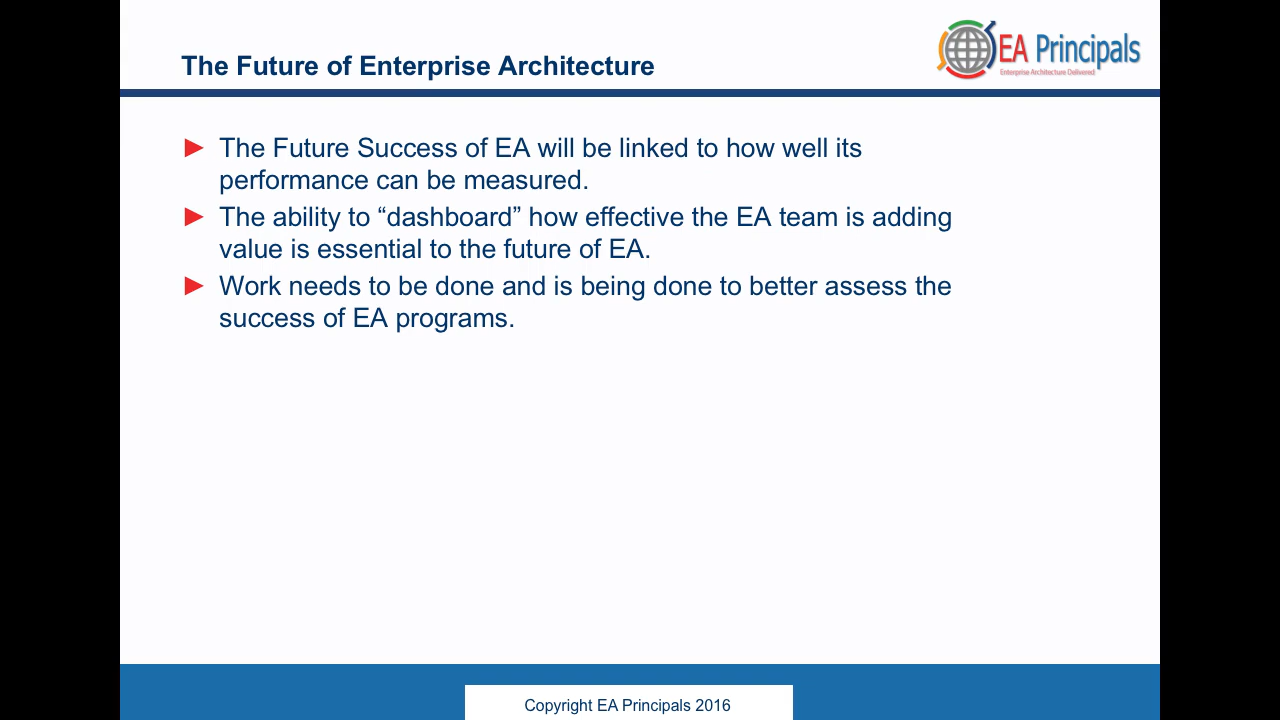 The Future of Enterprise Architecture
EA Principals
Enterprise Architecture Delivered
► The Future Success of EA will be linked to how well its
performance can be measured.
► The ability to “dashboard” how effective the EA team is adding
value is essential to the future of EA.
► Work needs to be done and is being done to better assess the
success of EA programs.
Copyright EA Principals 2016